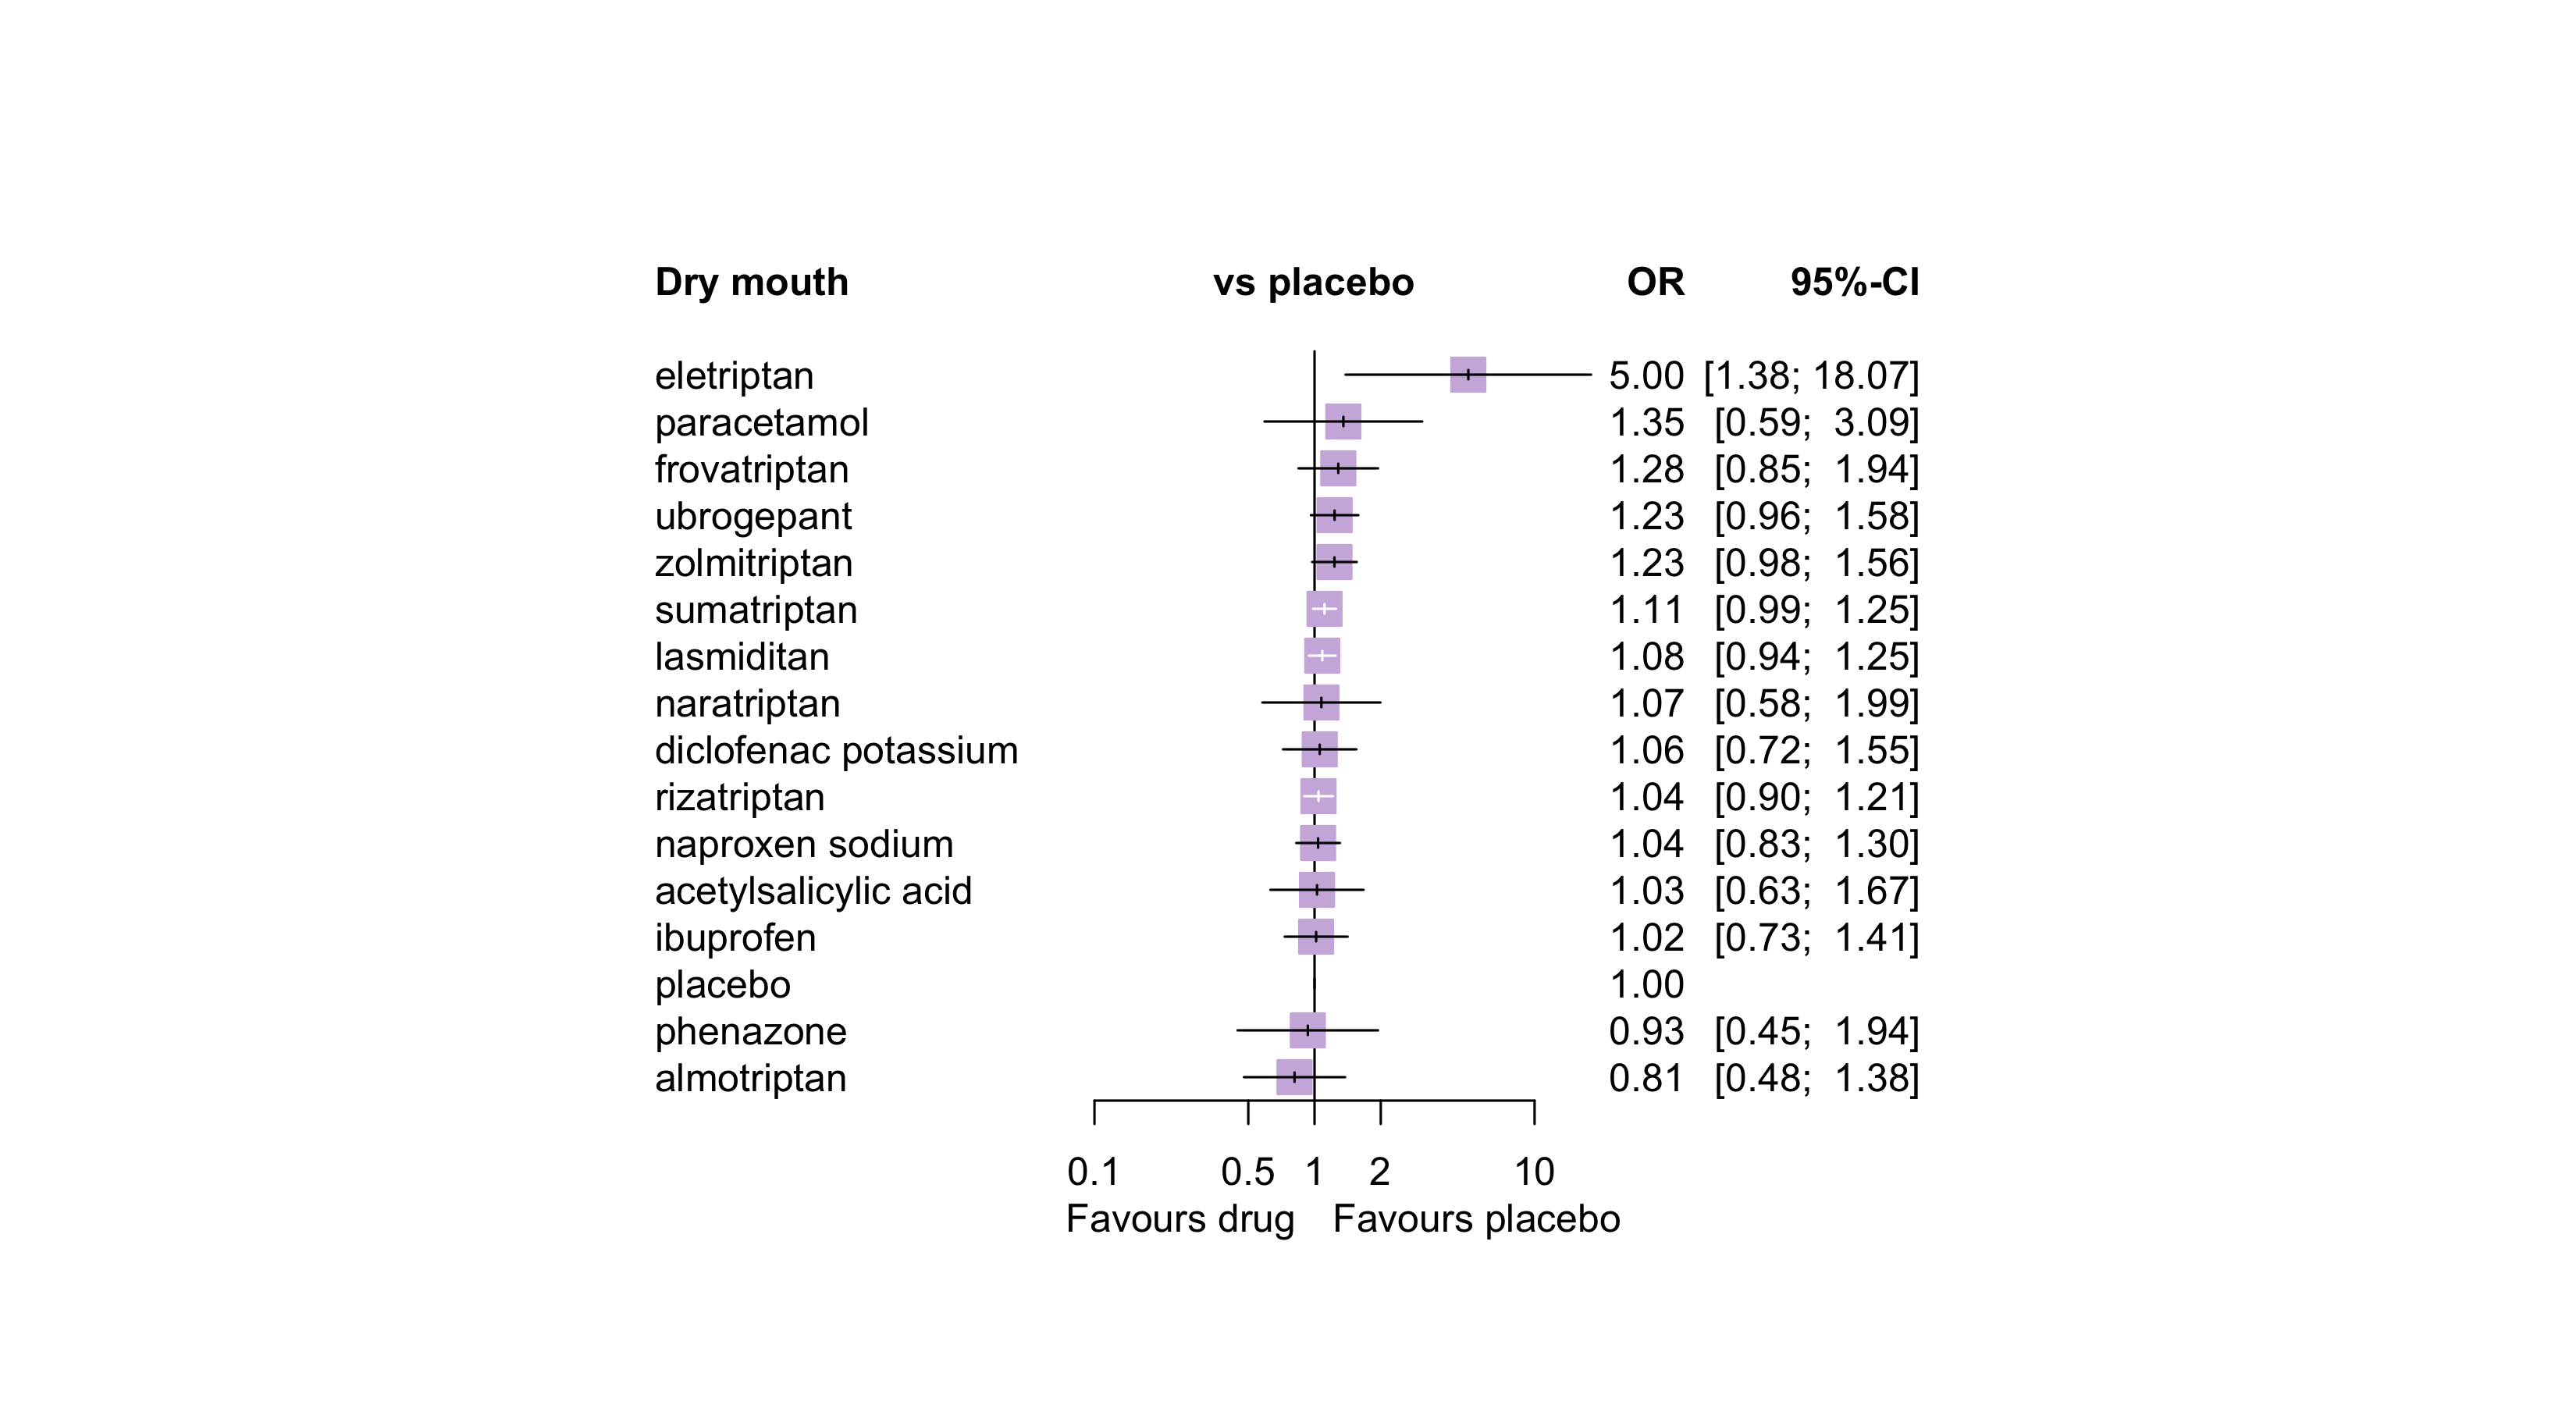 Dry mouth vs placebo OR 95%-CI
eletriptan 5.00 [1.38; 18.07]
paracetamol 1.35 [0.59; 3.09]
frovatriptan 1.28 [0.85; 1.94]
ubrogepant 1.23 [0.96; 1.58]
zolmitriptan 1.23 [0.98; 1.56]
sumatriptan 1.11 [0.99; 1.25]
lasmiditan 1.08 [0.94; 1.25]
naratriptan 1.07 [0.58; 1.99]
diclofenac potassium 1.06 [0.72; 1.55]
rizatriptan 1.04 [0.90; 1.21]
naproxen sodium 1.04 [0.83; 1.30]
acetylsalicylic acid 1.03 [0.63; 1.67]
ibuprofen 1.02 [0.73; 1.41]
placebo 1.00
phenazone 0.93 [0.45; 1.94]
almotriptan 0.81 [0.48; 1.38]
0.1 0.5 1 2 10
Favours drug Favours placebo